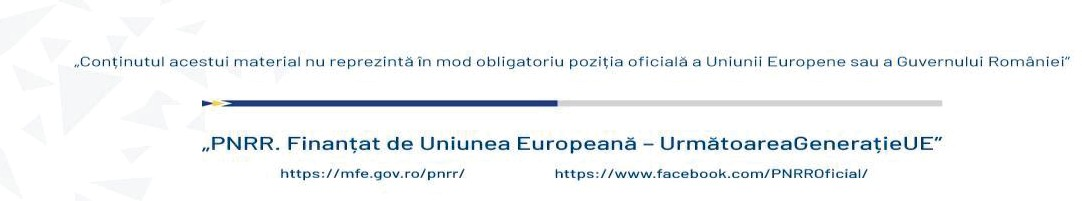 „Conținutul acestui material nu reprezintă în mod obligatoriu poziția oficială a Uniunii Europene sau a Guvernului României”
„PNRR. Finanțat de Uniunea Europeană – UrmătoareaGenerațieUE”
https://mfe.gov.ro/pnrr/ https://www.facebook.com/PNRROficial/